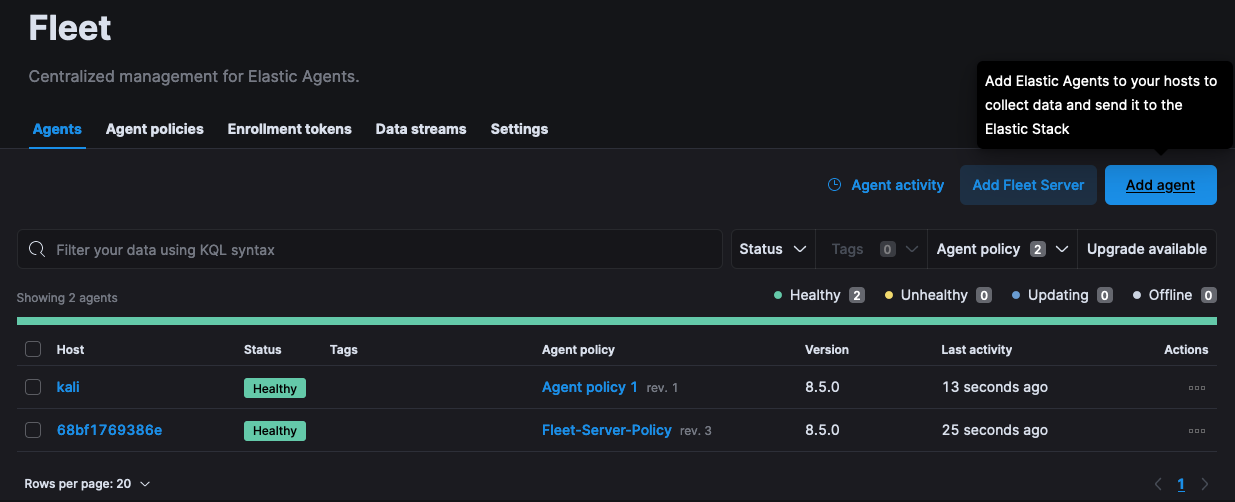 Fleet
Centralized management for Elastic Agents.
Add Elastic Agents to your hosts to
collect data and send it to the
Elastic Stack
Agents Agent policies Enrollment tokens Data streams Settings
Agent activity Add Fleet Server Add agent
Filter your data using KQL syntax Status Tags 0 Agent policy 2 Upgrade available
Showing 2 agents Healthy 2 Unhealthy 0 Updating 0 Offline 0
Host Status Tags Agent policy Version Last activity Actions
kali Healthy Agent policy 1 rev. 1 8.5.0 13 seconds ago
68bf1769386e Healthy Fleet-Server-Policy rev. 3 8.5.0 25 seconds ago
Rows per page: 20 1